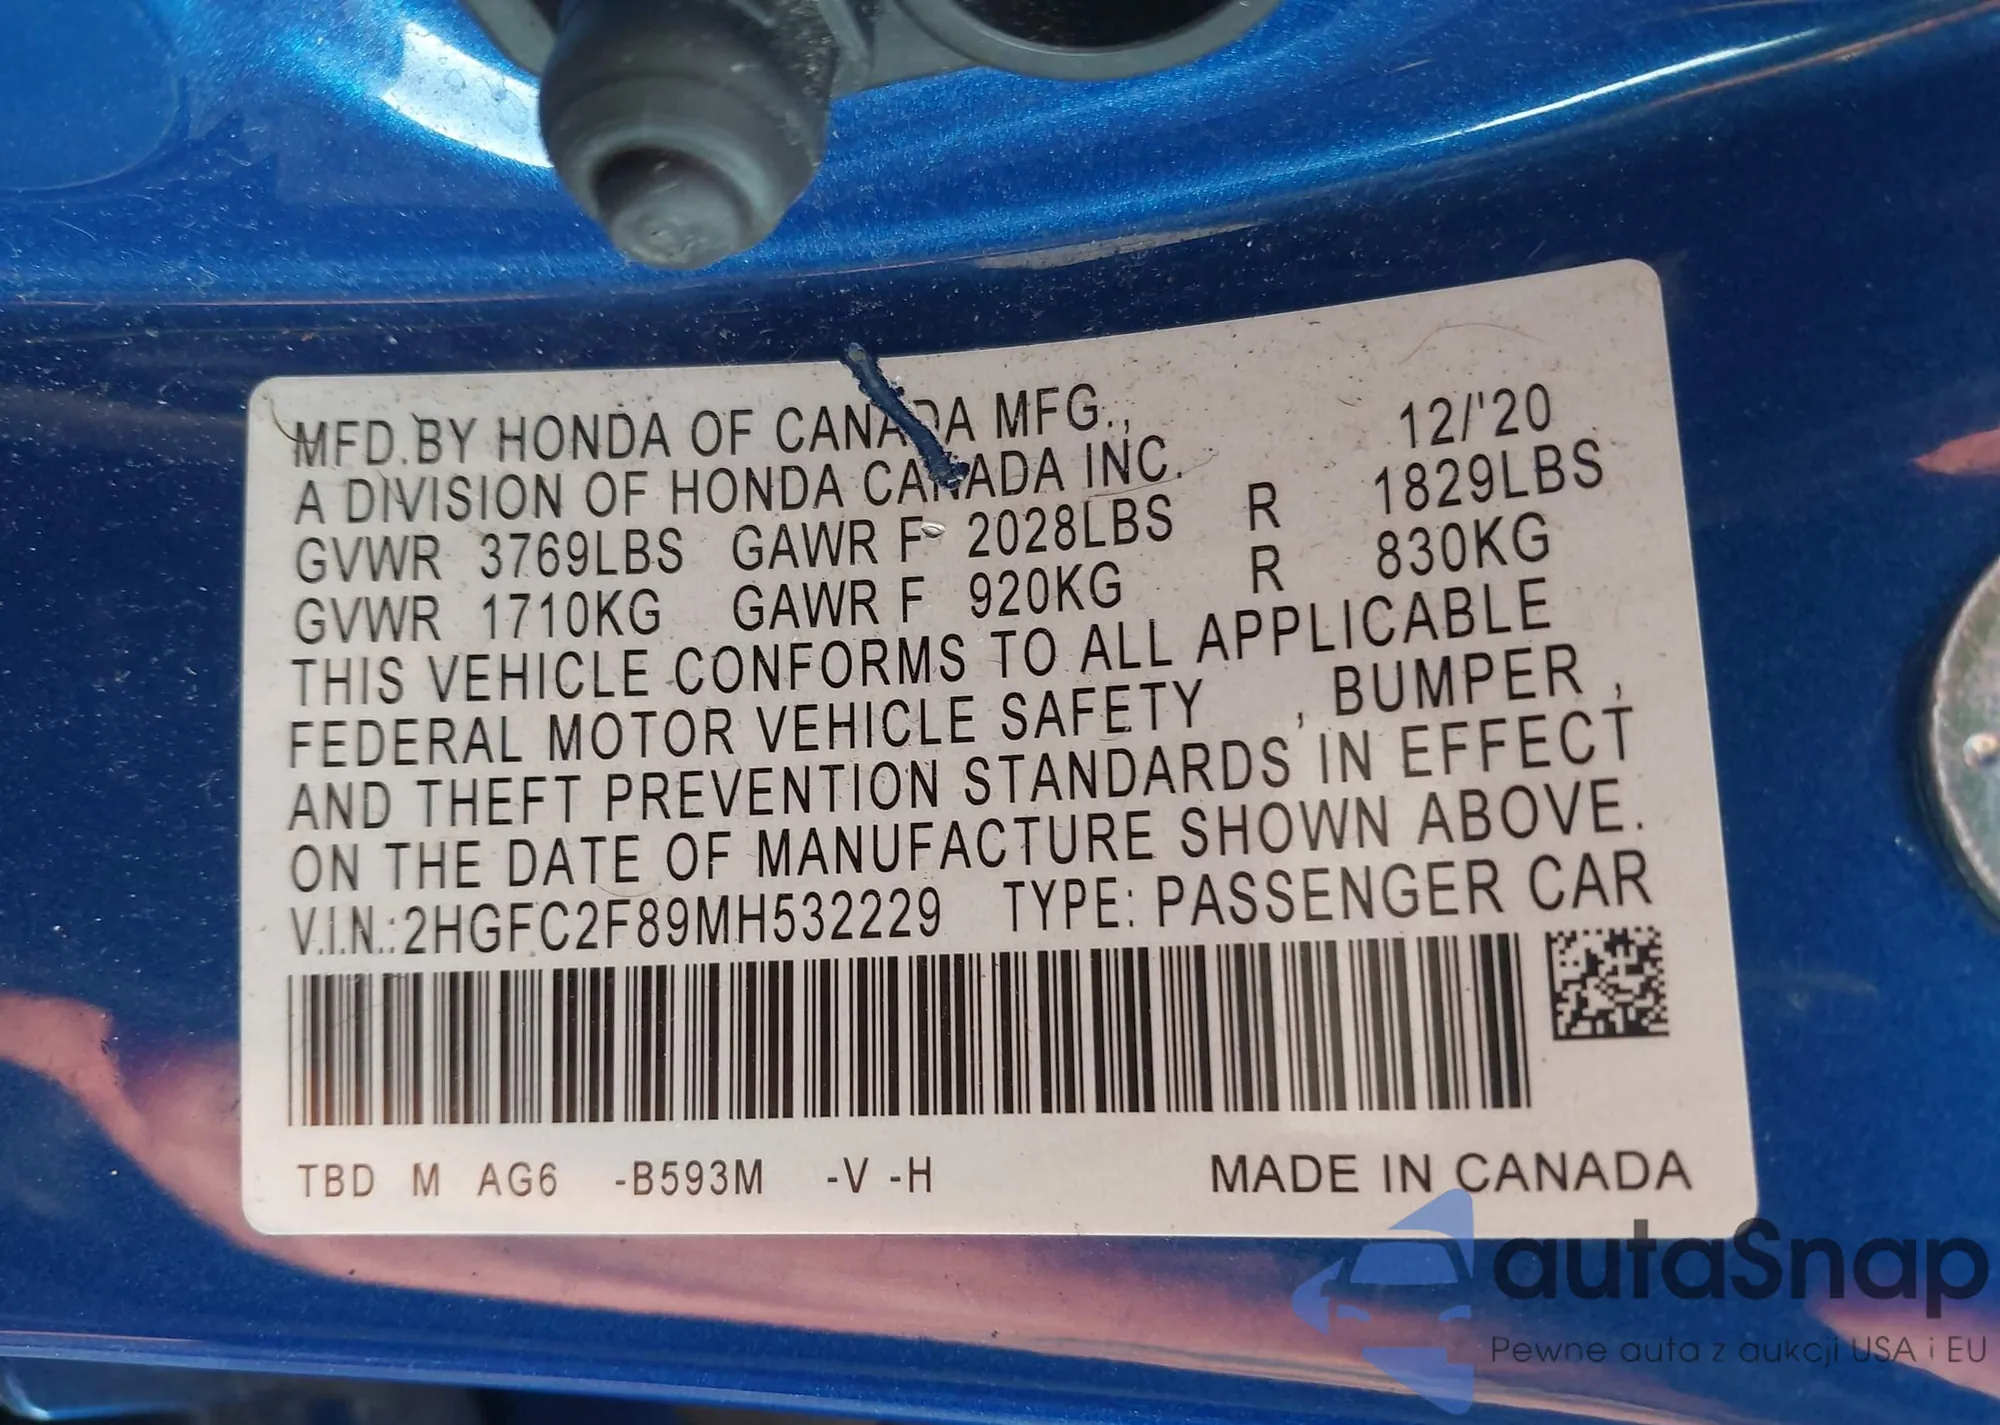 MFD.BY HONDA OF CANADA MFG., 12/'20
A DIVISION OF HONDA CANADA INC.
GVWR 3769LBS GAWR F 2028LBS R 1829LBS
GVWR 1710KG GAWR F 920KG R 830KG
THIS VEHICLE CONFORMS TO ALL APPLICABLE
FEDERAL MOTOR VEHICLE SAFETY , BUMPER ,
AND THEFT PREVENTION STANDARDS IN EFFECT
ON THE DATE OF MANUFACTURE SHOWN ABOVE.
V.I.N.:2HGFC2F89MH532229 TYPE: PASSENGER CAR
TBD M AG6 -B593M -V -H MADE IN CANADA
autaSnap
Pewne auta z aukcji USA i EU